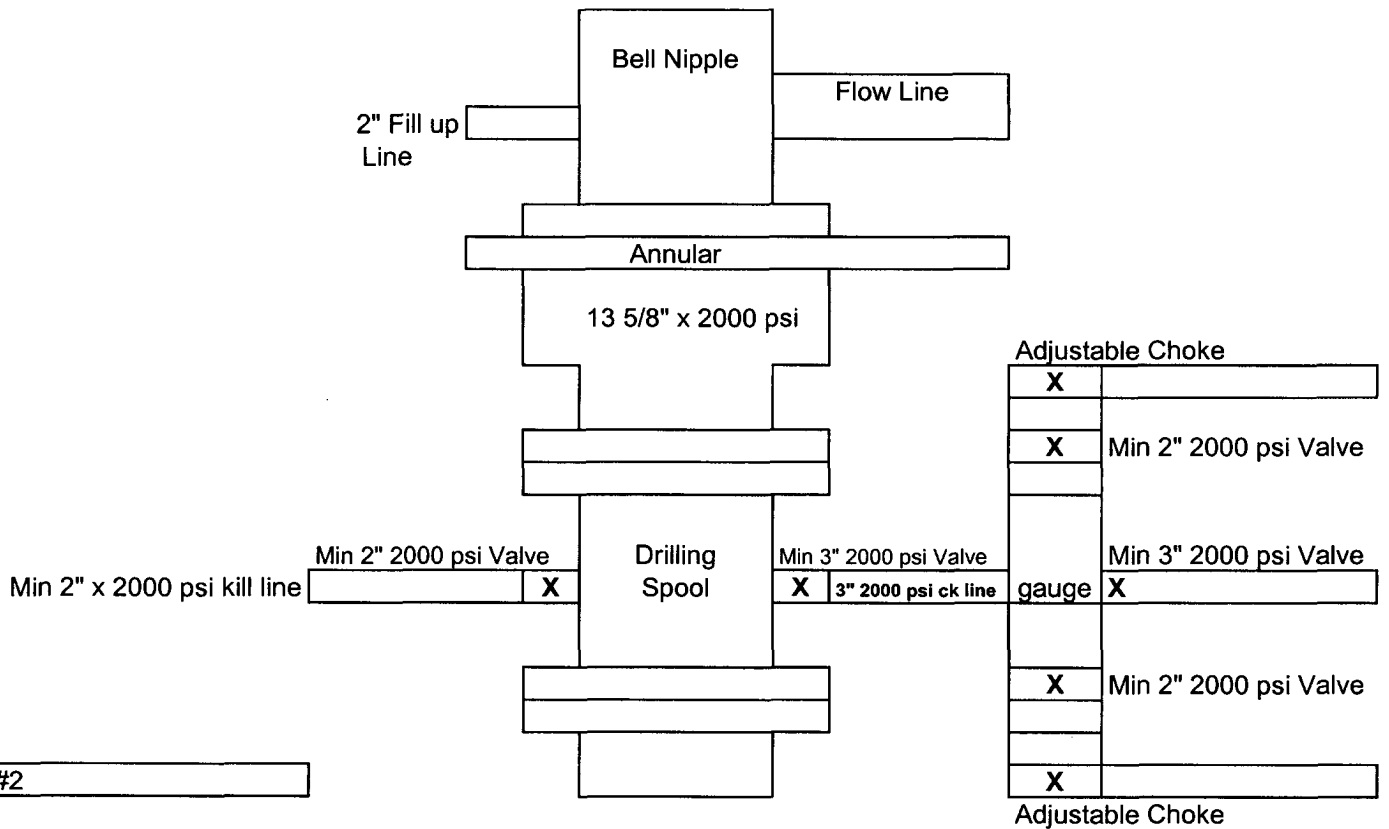 Bell Nipple
Flow Line
2" Fill up
Line
Annular
13 5/8" x 2000 psi
Adjustable Choke
X
X Min 2" 2000 psi Valve
Min 2" 2000 psi Valve
Drilling
Min 3" 2000 psi Valve
Min 3" 2000 psi Valve
Min 2" x 2000 psi kill line
X
Spool
X
3" 2000 psi ck line
gauge
X
X Min 2" 2000 psi Valve
#2
X
Adjustable Choke